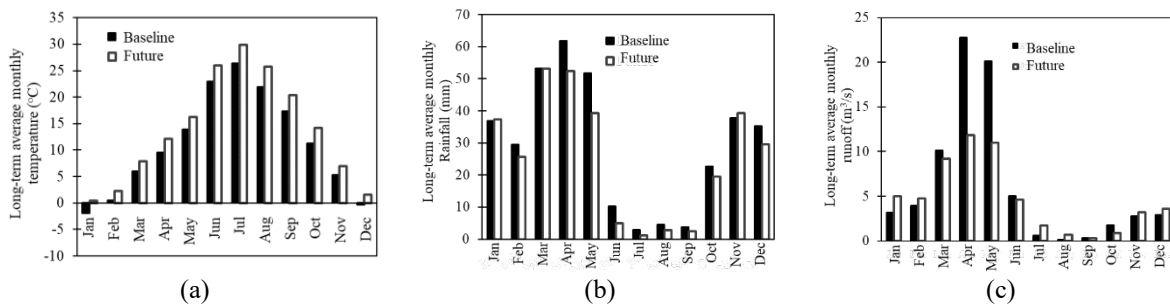 Long-term average monthly
temperature (°C)
35
30
25
20
15
10
5
0
-5
-10
Baseline
Future
Jan
Feb
Mar
Apr
May
Jun
Jul
Aug
Sep
Oct
Nov
Dec
(a)
Long-term average monthly
Rainfall (mm)
70
60
50
40
30
20
10
0
Baseline
Future
Jan
Feb
Mar
Apr
May
Jun
Jul
Aug
Sep
Oct
Nov
Dec
(b)
Long-term average monthly
runoff (m³/s)
25
20
15
10
5
0
Baseline
Future
Jan
Feb
Mar
Apr
May
Jun
Jul
Aug
Sep
Oct
Nov
Dec
(c)